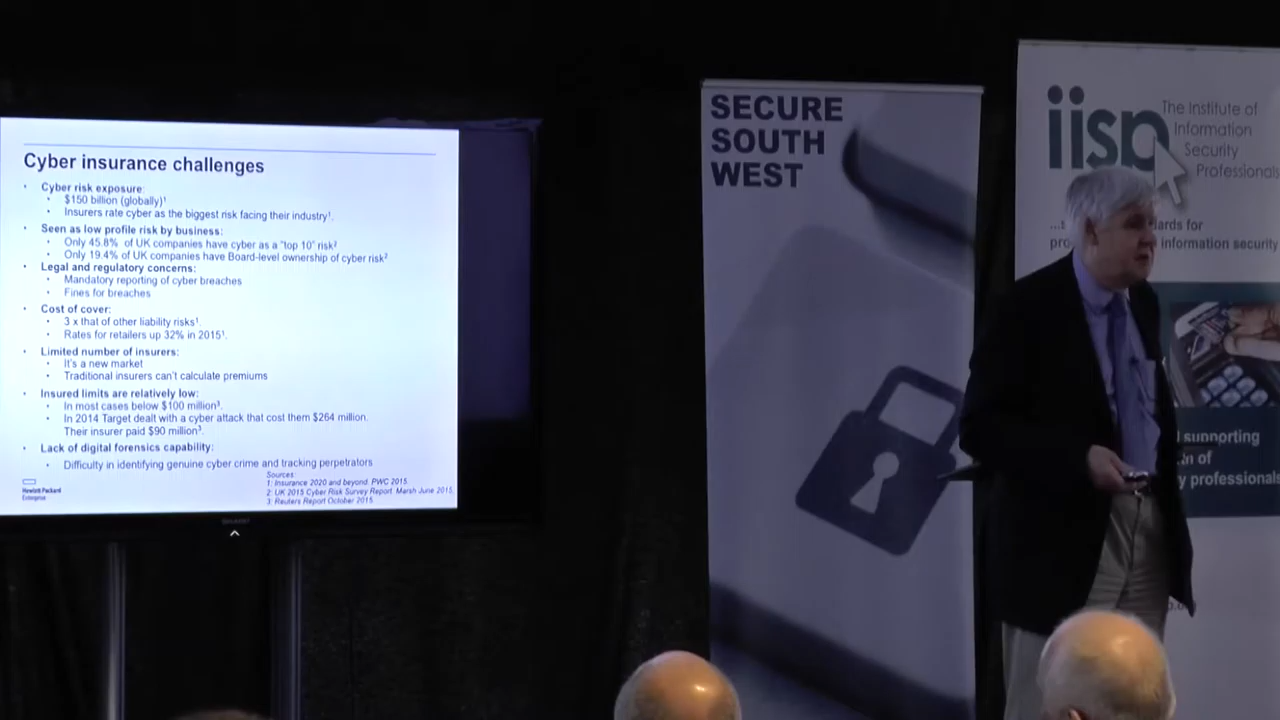 Cyber insurance challenges
• Cyber risk exposure:
• $150 billion (globally)¹
• Insurers rate cyber as the biggest risk facing their industry¹.
• Seen as low profile risk by business:
• Only 45.8% of UK companies have cyber as a "top 10" risk²
• Only 19.4% of UK companies have Board-level ownership of cyber risk²
• Legal and regulatory concerns:
• Mandatory reporting of cyber breaches
• Fines for breaches
• Cost of cover:
• 3 x that of other liability risks¹.
• Rates for retailers up 32% in 2015¹.
• Limited number of insurers:
• It's a new market
• Traditional insurers can't calculate premiums
• Insured limits are relatively low:
• In most cases below $100 million³.
• In 2014 Target dealt with a cyber attack that cost them $264 million.
Their insurer paid $90 million³.
• Lack of digital forensics capability:
• Difficulty in identifying genuine cyber crime and tracking perpetrators
Sources:
1: Insurance 2020 and beyond. PWC 2015.
2: UK 2015 Cyber Risk Survey Report. Marsh June 2015.
3: Reuters Report October 2015.
Hewlett Packard
Enterprise
SHARP
SECURE
SOUTH
WEST
iisp
The Institute of
Information
Security
Professionals
information security
supporting
of
professionals